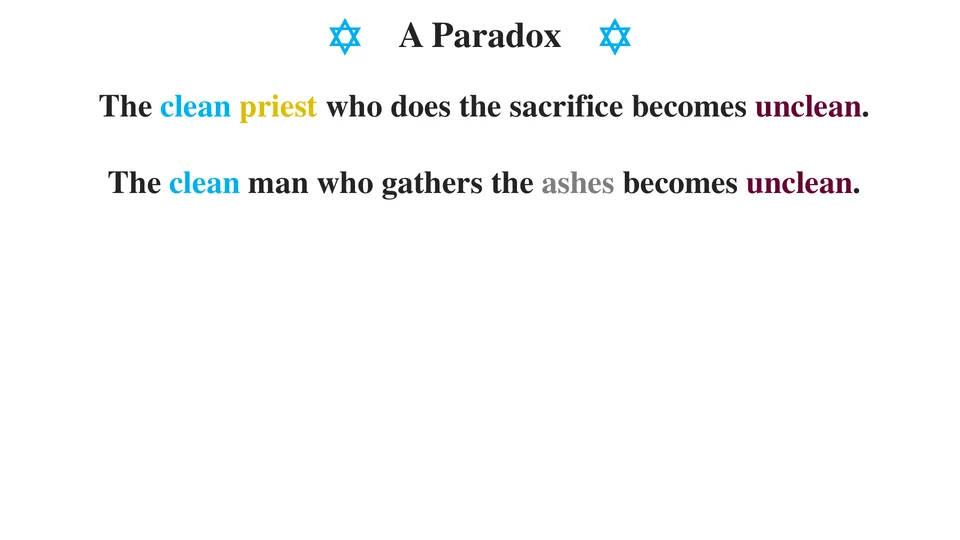 A Paradox
The clean priest who does the sacrifice becomes unclean.
The clean man who gathers the ashes becomes unclean.